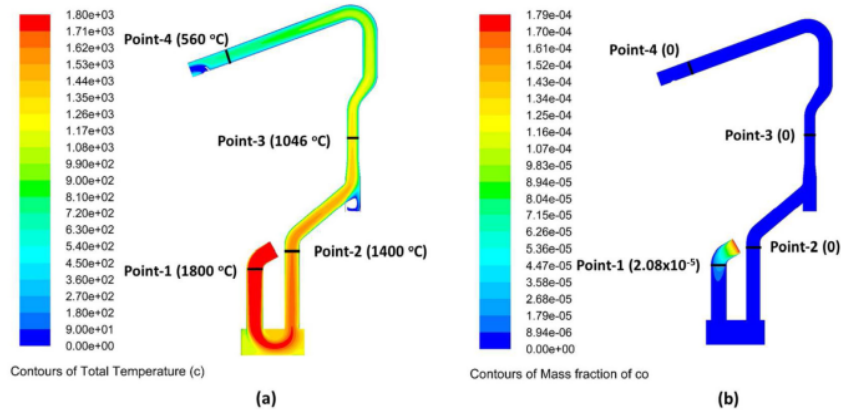 1.80e+03
1.71e+03
1.62e+03
1.53e+03
1.44e+03
1.35e+03
1.26e+03
1.17e+03
1.08e+03
9.90e+02
9.00e+02
8.10e+02
7.20e+02
6.30e+02
5.40e+02
4.50e+02
3.60e+02
2.70e+02
1.80e+02
9.00e+01
0.00e+00
Point-4 (560 °C)
Point-3 (1046 °C)
Point-2 (1400 °C)
Point-1 (1800 °C)
Contours of Total Temperature (c)
(a)
1.79e-04
1.70e-04
1.61e-04
1.52e-04
1.43e-04
1.34e-04
1.25e-04
1.16e-04
1.07e-04
9.83e-05
8.94e-05
8.04e-05
7.15e-05
6.26e-05
5.36e-05
4.47e-05
3.58e-05
2.68e-05
1.79e-05
8.94e-06
0.00e+00
Point-4 (0)
Point-3 (0)
Point-2 (0)
Point-1 (2.08x10⁻⁵)
Contours of Mass fraction of co
(b)